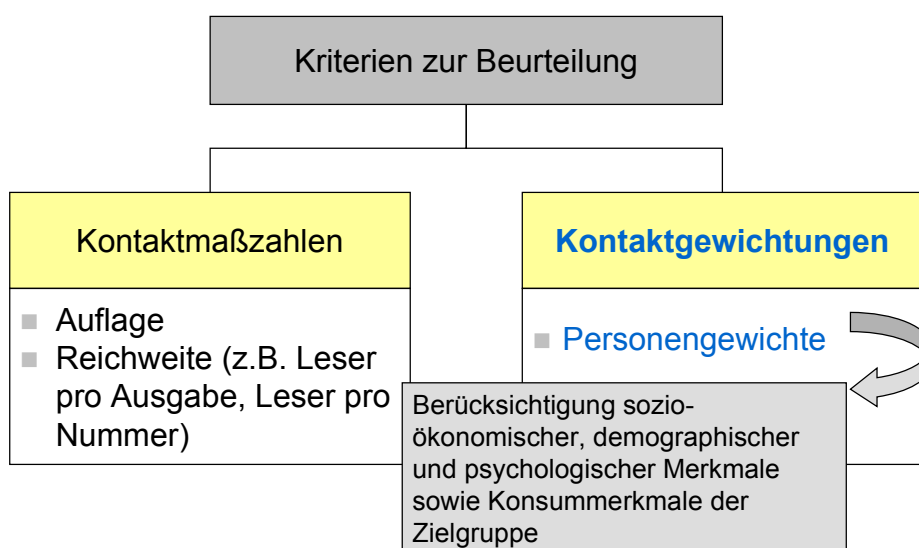 Kriterien zur Beurteilung
Kontaktmaßzahlen
Auflage
Reichweite (z.B. Leser
pro Ausgabe, Leser pro
Nummer)
Kontaktgewichtungen
Personengewichte
Berücksichtigung sozio-
ökonomischer, demographischer
und psychologischer Merkmale
sowie Konsummerkmale der
Zielgruppe